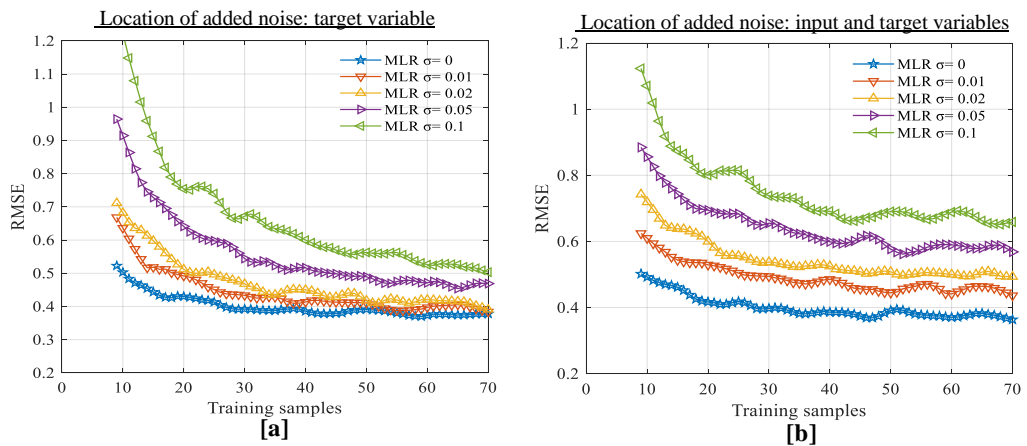 Location of added noise: target variable
1.2
1.1
1
0.9
0.8
0.7
0.6
0.5
0.4
0.3
0.2
RMSE
MLR σ= 0
MLR σ= 0.01
MLR σ= 0.02
MLR σ= 0.05
MLR σ= 0.1
0 10 20 30 40 50 60 70
Training samples
[a]
Location of added noise: input and target variables
1.2
1
0.8
0.6
0.4
0.2
RMSE
MLR σ= 0
MLR σ= 0.01
MLR σ= 0.02
MLR σ= 0.05
MLR σ= 0.1
0 10 20 30 40 50 60 70
Training samples
[b]